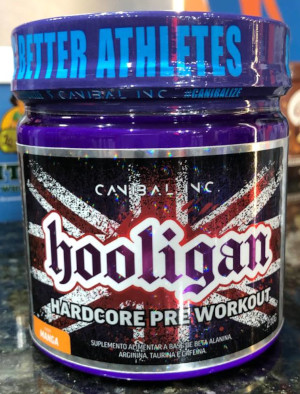 BETTER ATHLETES
CANIBAL INC #CANIBALIZE
CANIBAL INC
hooligan
HARDCORE PRE WORKOUT
MANGA
SUPLEMENTO ALIMENTAR A BASE DE BETA ALANINA,
ARGININA, TAURINA E CAFEÍNA.